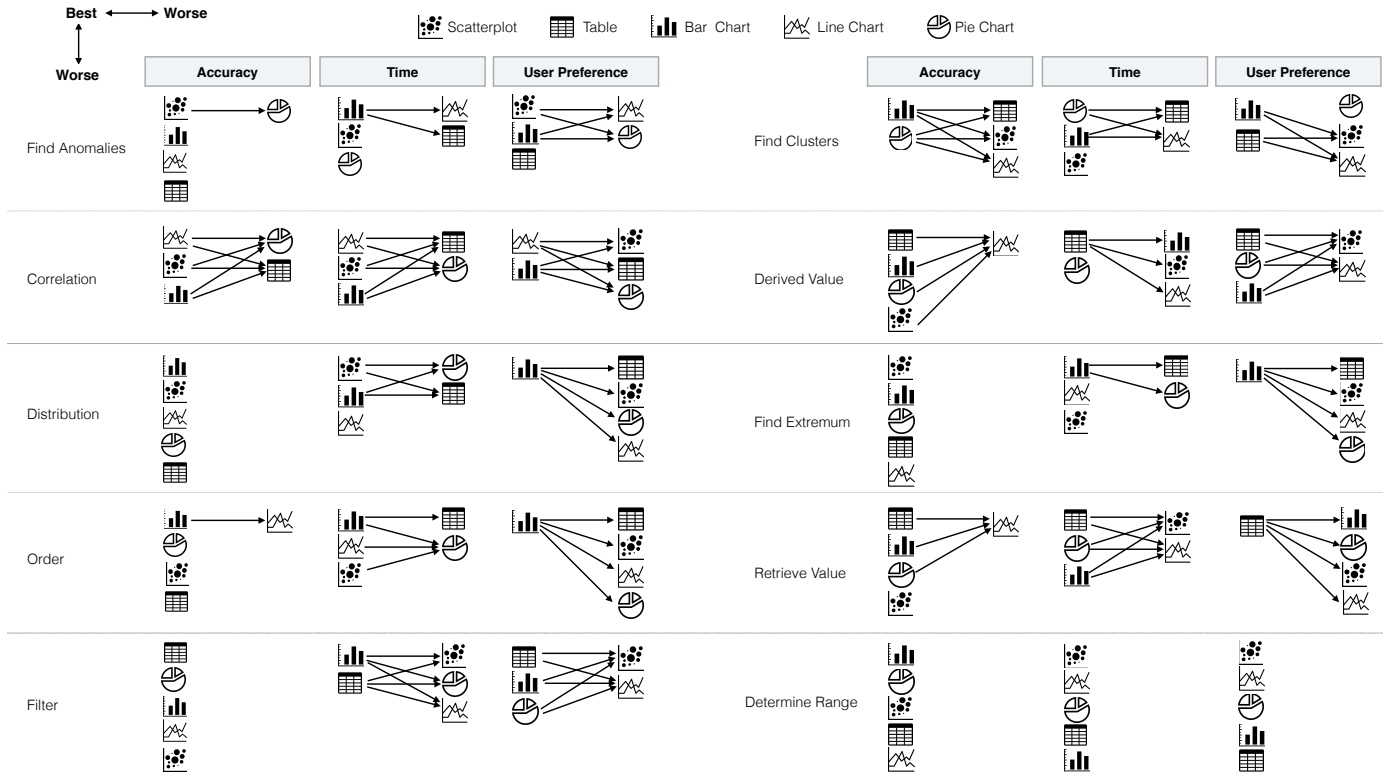 Best Worse
Worse
Scatterplot Table Bar Chart Line Chart Pie Chart
Accuracy Time User Preference Accuracy Time User Preference
Find Anomalies Find Clusters
Correlation Derived Value
Distribution Find Extremum
Order Retrieve Value
Filter Determine Range